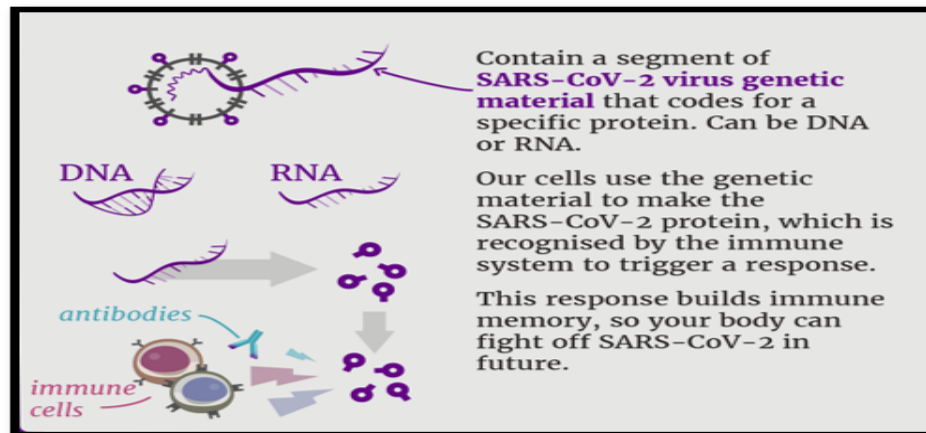 Contain a segment of
SARS-CoV-2 virus genetic
material that codes for a
specific protein. Can be DNA
or RNA.
DNA
RNA
Our cells use the genetic
material to make the
SARS-CoV-2 protein, which is
recognised by the immune
system to trigger a response.
This response builds immune
memory, so your body can
fight off SARS-CoV-2 in
future.
antibodies
immune
cells